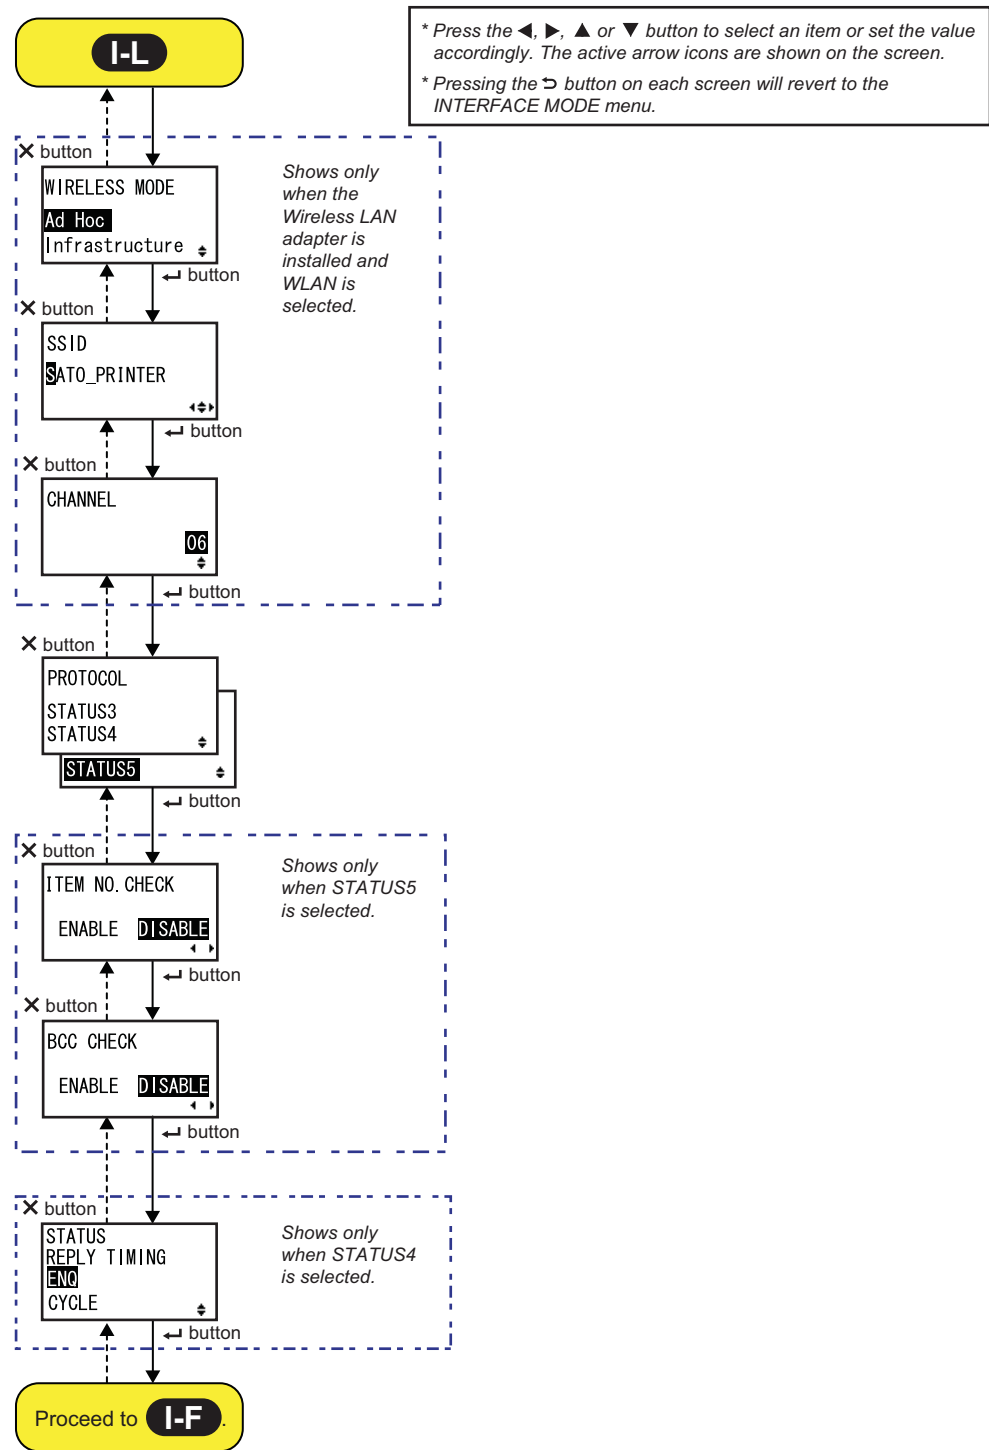 I-L
* Press the ◀, ▶, ▲ or ▼ button to select an item or set the value
accordingly. The active arrow icons are shown on the screen.
* Pressing the ⮌ button on each screen will revert to the
INTERFACE MODE menu.
✕ button
WIRELESS MODE
Ad Hoc
Infrastructure
Shows only
when the
Wireless LAN
adapter is
installed and
WLAN is
selected.
↵ button
✕ button
SSID
SATO_PRINTER
↵ button
✕ button
CHANNEL
06
↵ button
✕ button
PROTOCOL
STATUS3
STATUS4
STATUS5
↵ button
✕ button
ITEM NO. CHECK
ENABLE DISABLE
Shows only
when STATUS5
is selected.
↵ button
✕ button
BCC CHECK
ENABLE DISABLE
↵ button
✕ button
STATUS
REPLY TIMING
ENQ
CYCLE
Shows only
when STATUS4
is selected.
↵ button
Proceed to I-F.